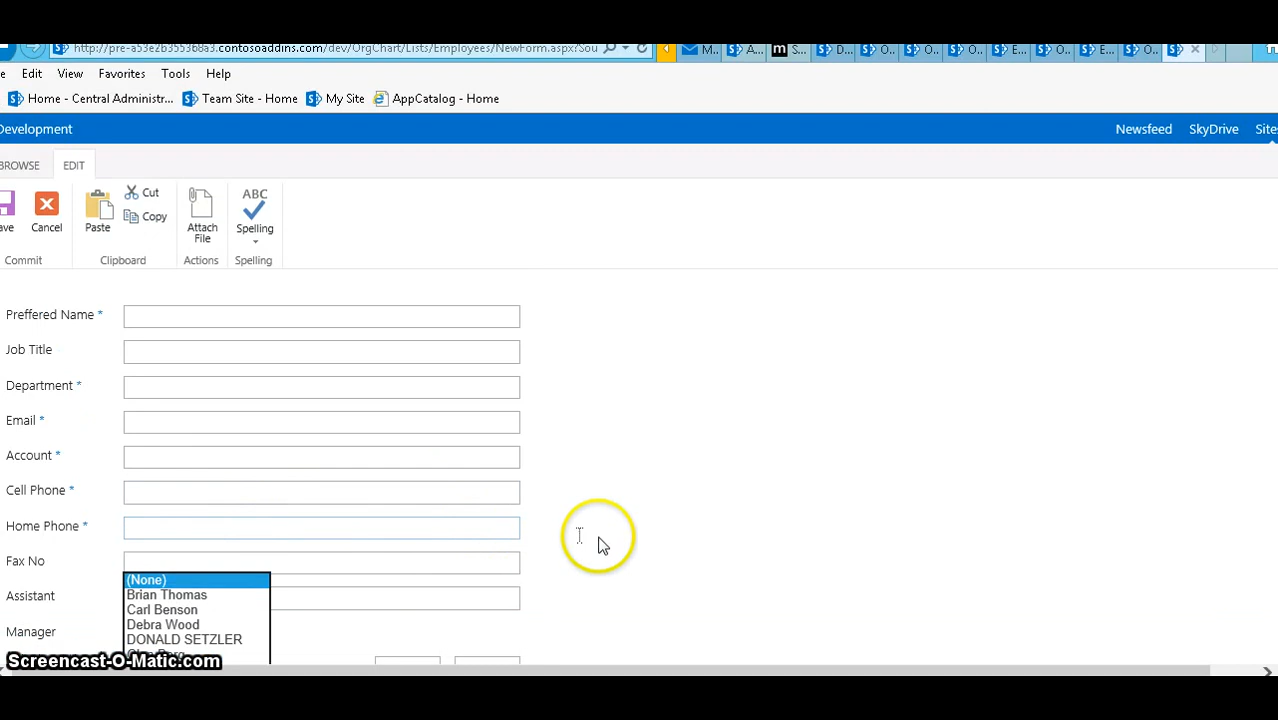 http://pre-a53e2b355368a3.contosoaddins.com/dev/OrgChart/Lists/Employees/NewForm.aspx?Sou
M.. A... m S... D... O.. O.. O.. E... O.. E... O..
e Edit View Favorites Tools Help
Home - Central Administr... Team Site - Home My Site AppCatalog - Home
Development Newsfeed SkyDrive Site
BROWSE EDIT
ave Cancel Paste Cut Copy Attach File ABC Spelling
Commit Clipboard Actions Spelling
Preffered Name *
Job Title
Department *
Email *
Account *
Cell Phone *
Home Phone *
Fax No
(None)
Brian Thomas
Assistant
Carl Benson
Debra Wood
Manager
DONALD SETZLER
Screencast-O-Matic.com